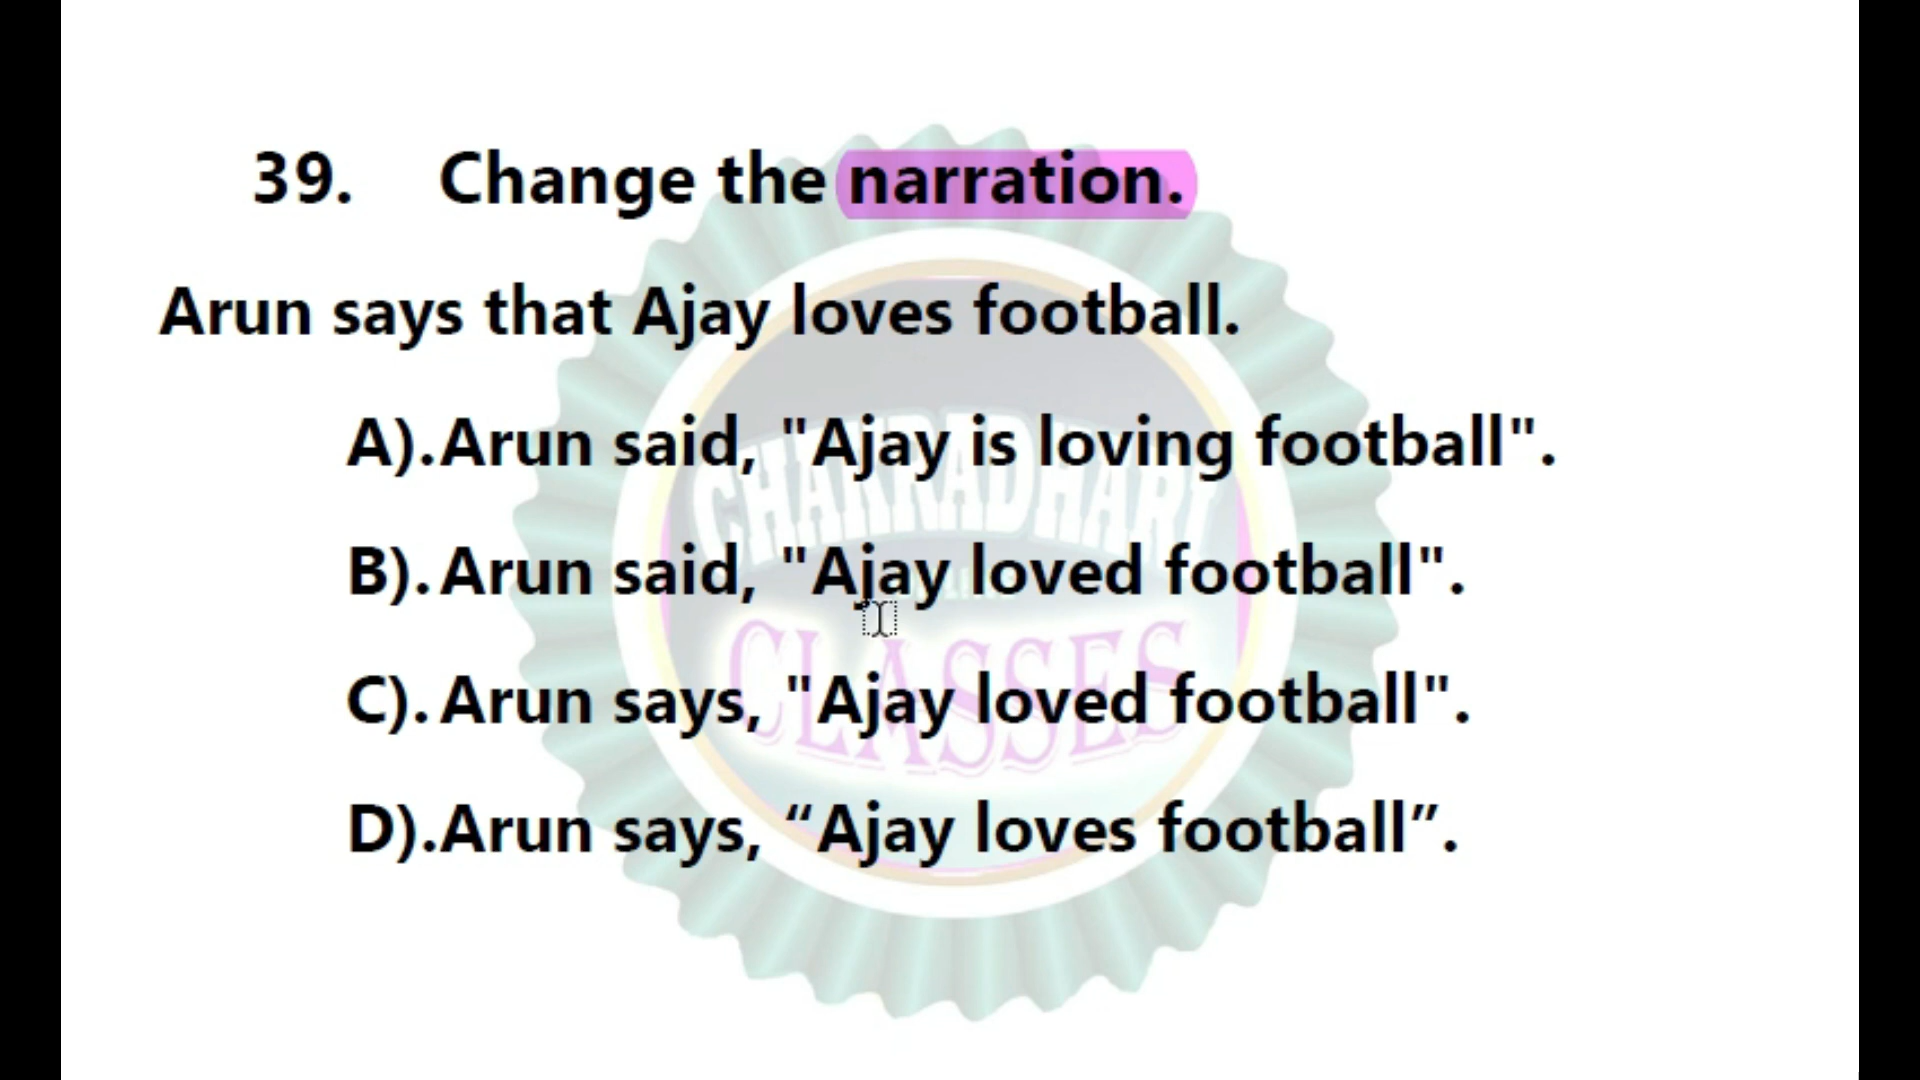 39. Change the narration.
Arun says that Ajay loves football.
A). Arun said, "Ajay is loving football".
B). Arun said, "Ajay loved football".
C). Arun says, "Ajay loved football".
D). Arun says, “Ajay loves football”.
CHAKRADHARI
CLASSES